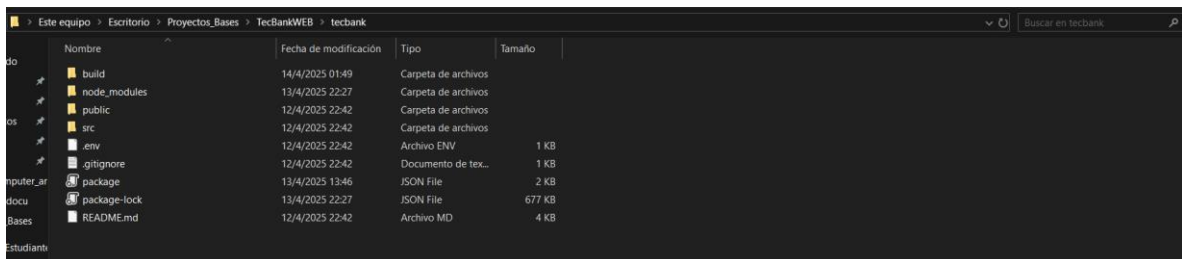 > Este equipo > Escritorio > Proyectos_Bases > TecBankWEB > tecbank Buscar en tecbank
Nombre Fecha de modificación Tipo Tamaño
do
build 14/4/2025 01:49 Carpeta de archivos
node_modules 13/4/2025 22:27 Carpeta de archivos
public 12/4/2025 22:42 Carpeta de archivos
os src 12/4/2025 22:42 Carpeta de archivos
.env 12/4/2025 22:42 Archivo ENV 1 KB
.gitignore 12/4/2025 22:42 Documento de tex... 1 KB
mputer_ar package 13/4/2025 13:46 JSON File 2 KB
docu package-lock 13/4/2025 22:27 JSON File 677 KB
_Bases README.md 12/4/2025 22:42 Archivo MD 4 KB
Estudiante